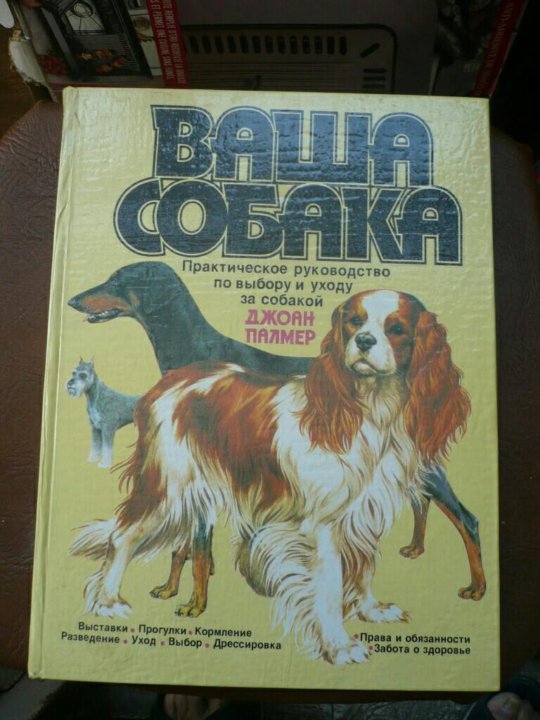 ВАША
СОБАКА
Практическое руководство
по выбору и уходу
за собакой
ДЖОАН
ПАЛМЕР
Выставки • Прогулки • Кормление
Разведение • Уход • Выбор • Дрессировка
• Права и обязанности
• Забота о здоровье